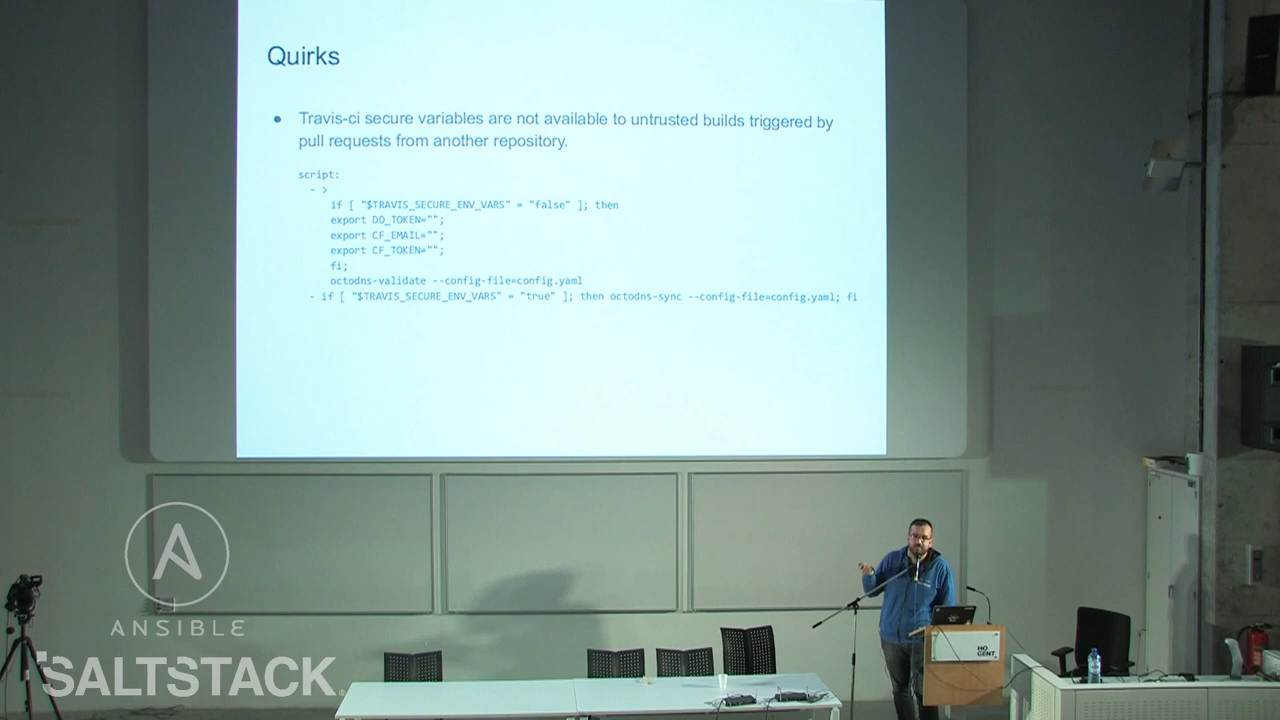 Quirks
● Travis-ci secure variables are not available to untrusted builds triggered by
pull requests from another repository.
script:
- >
if [ "$TRAVIS_SECURE_ENV_VARS" = "false" ]; then
export DO_TOKEN="";
export CF_EMAIL="";
export CF_TOKEN="";
fi;
octodns-validate --config-file=config.yaml
- if [ "$TRAVIS_SECURE_ENV_VARS" = "true" ]; then octodns-sync --config-file=config.yaml; fi
ANSIBLE
SALTSTACK
HO
GENT